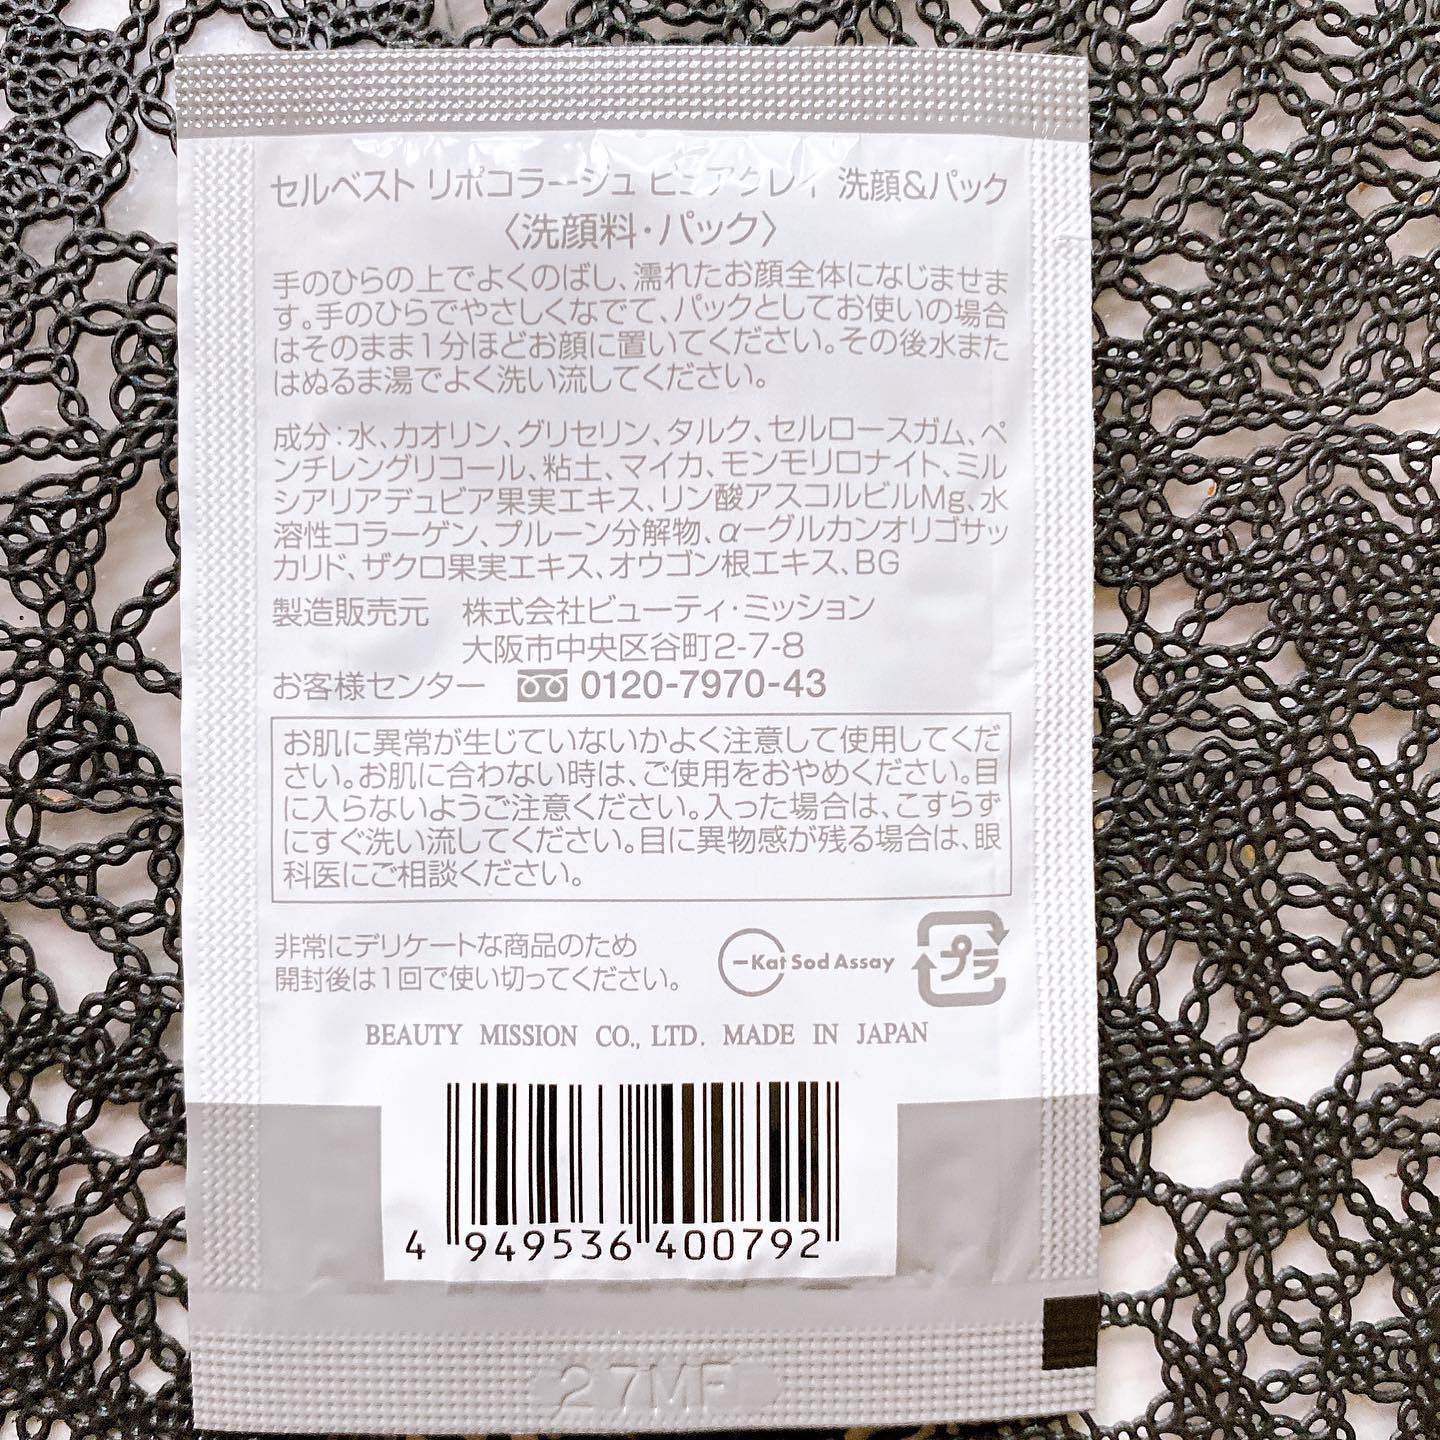 セルベスト リポコラージュ ピュアクレイ 洗顔&パック
〈洗顔料・パック〉
手のひらの上でよくのばし、濡れたお顔全体になじませま
す。手のひらでやさしくなでて、パックとしてお使いの場合
はそのまま1分ほどお顔に置いてください。その後水また
はぬるま湯でよく洗い流してください。
成分：水、カオリン、グリセリン、タルク、セルロースガム、ペ
ンチレングリコール、粘土、マイカ、モンモリロナイト、ミル
シアリアデュビア果実エキス、リン酸アスコルビルMg、水
溶性コラーゲン、プルーン分解物、α－グルカンオリゴサッ
カリド、ザクロ果実エキス、オウゴン根エキス、BG
製造販売元 株式会社ビューティ・ミッション
大阪市中央区谷町2-7-8
お客様センター 0120-7970-43
お肌に異常が生じていないかよく注意して使用してくだ
さい。お肌に合わない時は、ご使用をおやめください。目
に入らないようご注意ください。入った場合は、こすらず
にすぐ洗い流してください。目に異物感が残る場合は、眼
科医にご相談ください。
非常にデリケートな商品のため
開封後は1回で使い切ってください。
-Kat Sod Assay
プラ
BEAUTY MISSION CO., LTD. MADE IN JAPAN
4 949536 400792
27MF